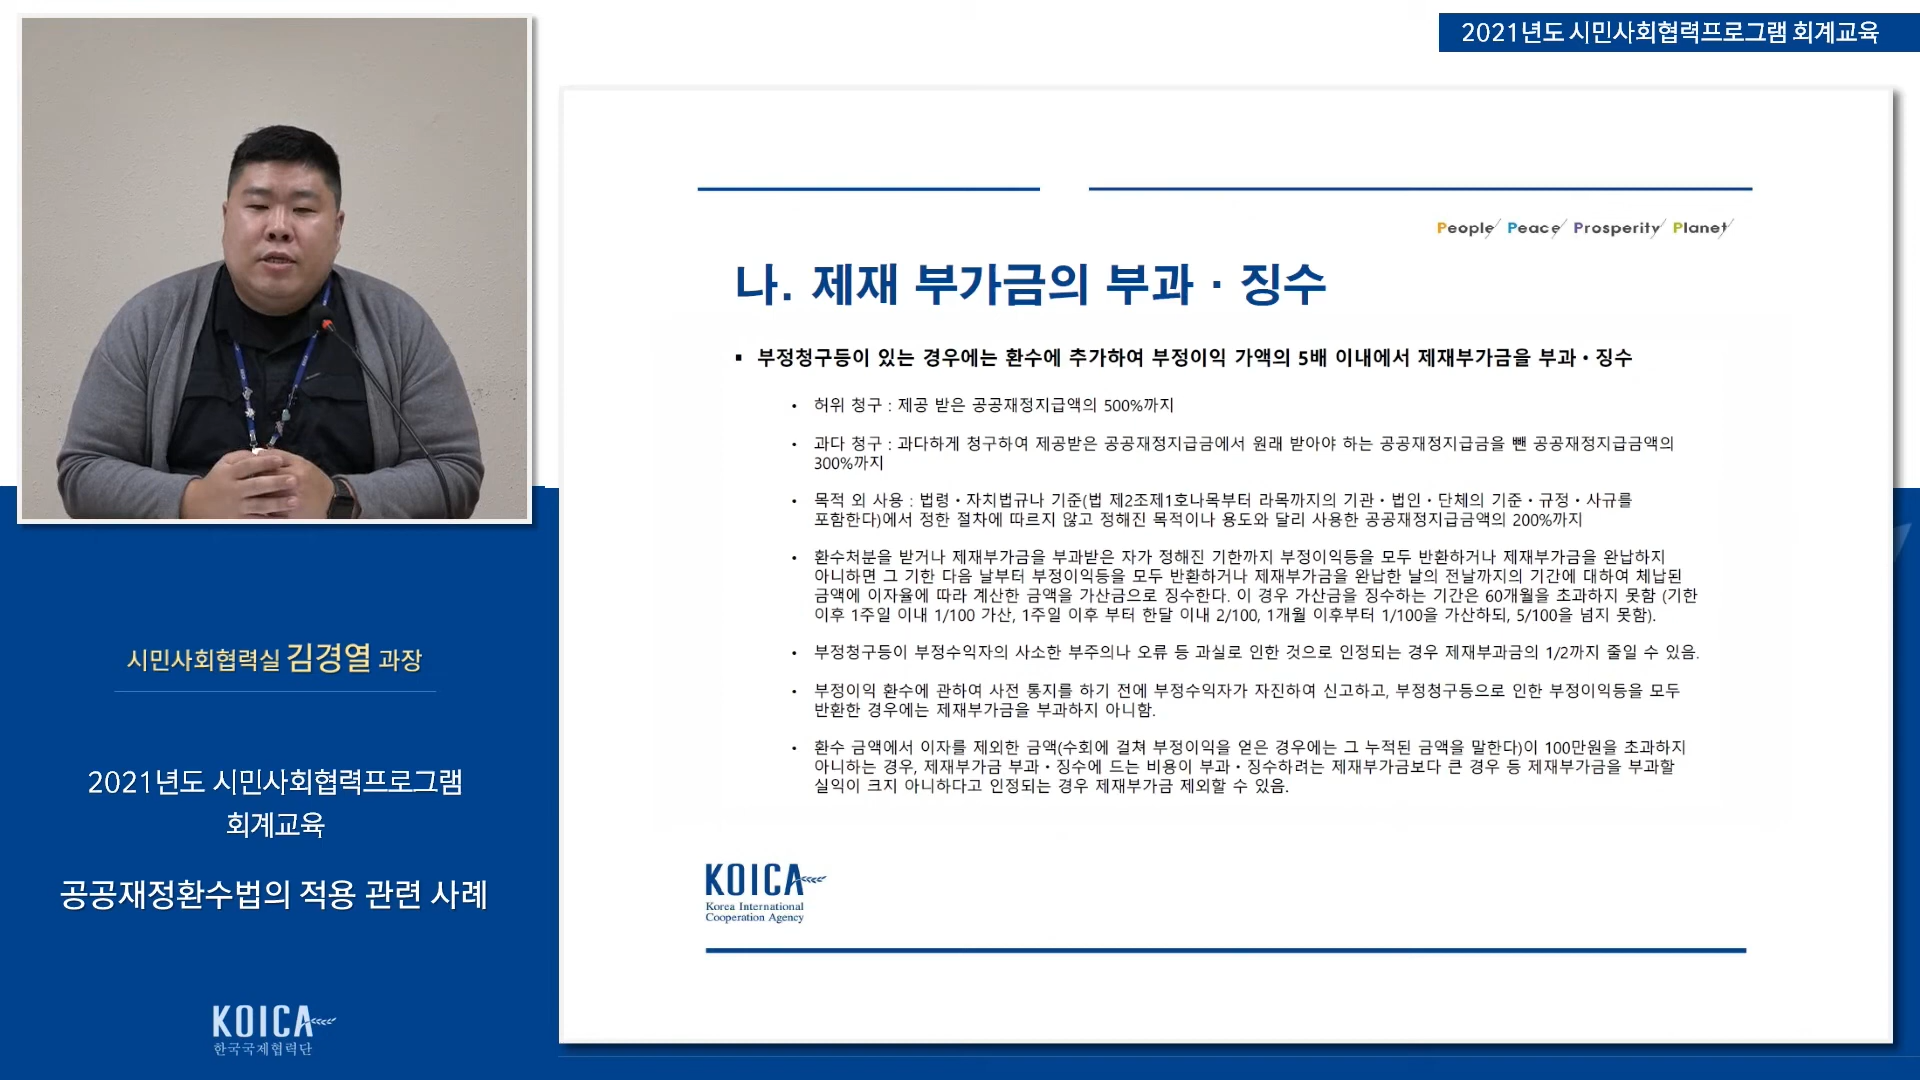 2021년도 시민사회협력프로그램 회계교육
People Peace Prosperity Planet
나. 제재 부가금의 부과 · 징수
▪ 부정청구등이 있는 경우에는 환수에 추가하여 부정이익 가액의 5배 이내에서 제재부가금을 부과 • 징수
• 허위 청구 : 제공 받은 공공재정지급액의 500%까지
• 과다 청구 : 과다하게 청구하여 제공받은 공공재정지급금에서 원래 받아야 하는 공공재정지급금을 뺀 공공재정지급금액의
300%까지
• 목적 외 사용 : 법령 • 자치법규나 기준(법 제2조제1호나목부터 라목까지의 기관 • 법인 • 단체의 기준 • 규정 • 사규를
포함한다)에서 정한 절차에 따르지 않고 정해진 목적이나 용도와 달리 사용한 공공재정지급금액의 200%까지
• 환수처분을 받거나 제재부가금을 부과받은 자가 정해진 기한까지 부정이익등을 모두 반환하거나 제재부가금을 완납하지
아니하면 그 기한 다음 날부터 부정이익등을 모두 반환하거나 제재부가금을 완납한 날의 전날까지의 기간에 대하여 체납된
금액에 이자율에 따라 계산한 금액을 가산금으로 징수한다. 이 경우 가산금을 징수하는 기간은 60개월을 초과하지 못함 (기한
이후 1주일 이내 1/100 가산, 1주일 이후 부터 한달 이내 2/100, 1개월 이후부터 1/100을 가산하되, 5/100을 넘지 못함).
• 부정청구등이 부정수익자의 사소한 부주의나 오류 등 과실로 인한 것으로 인정되는 경우 제재부과금의 1/2까지 줄일 수 있음.
• 부정이익 환수에 관하여 사전 통지를 하기 전에 부정수익자가 자진하여 신고하고, 부정청구등으로 인한 부정이익등을 모두
반환한 경우에는 제재부가금을 부과하지 아니함.
• 환수 금액에서 이자를 제외한 금액(수회에 걸쳐 부정이익을 얻은 경우에는 그 누적된 금액을 말한다)이 100만원을 초과하지
아니하는 경우, 제재부가금 부과 • 징수에 드는 비용이 부과 • 징수하려는 제재부가금보다 큰 경우 등 제재부가금을 부과할
실익이 크지 아니하다고 인정되는 경우 제재부가금 제외할 수 있음.
KOICA
Korea International
Cooperation Agency
시민사회협력실 김경열 과장
2021년도 시민사회협력프로그램
회계교육
공공재정환수법의 적용 관련 사례
KOICA
한국국제협력단